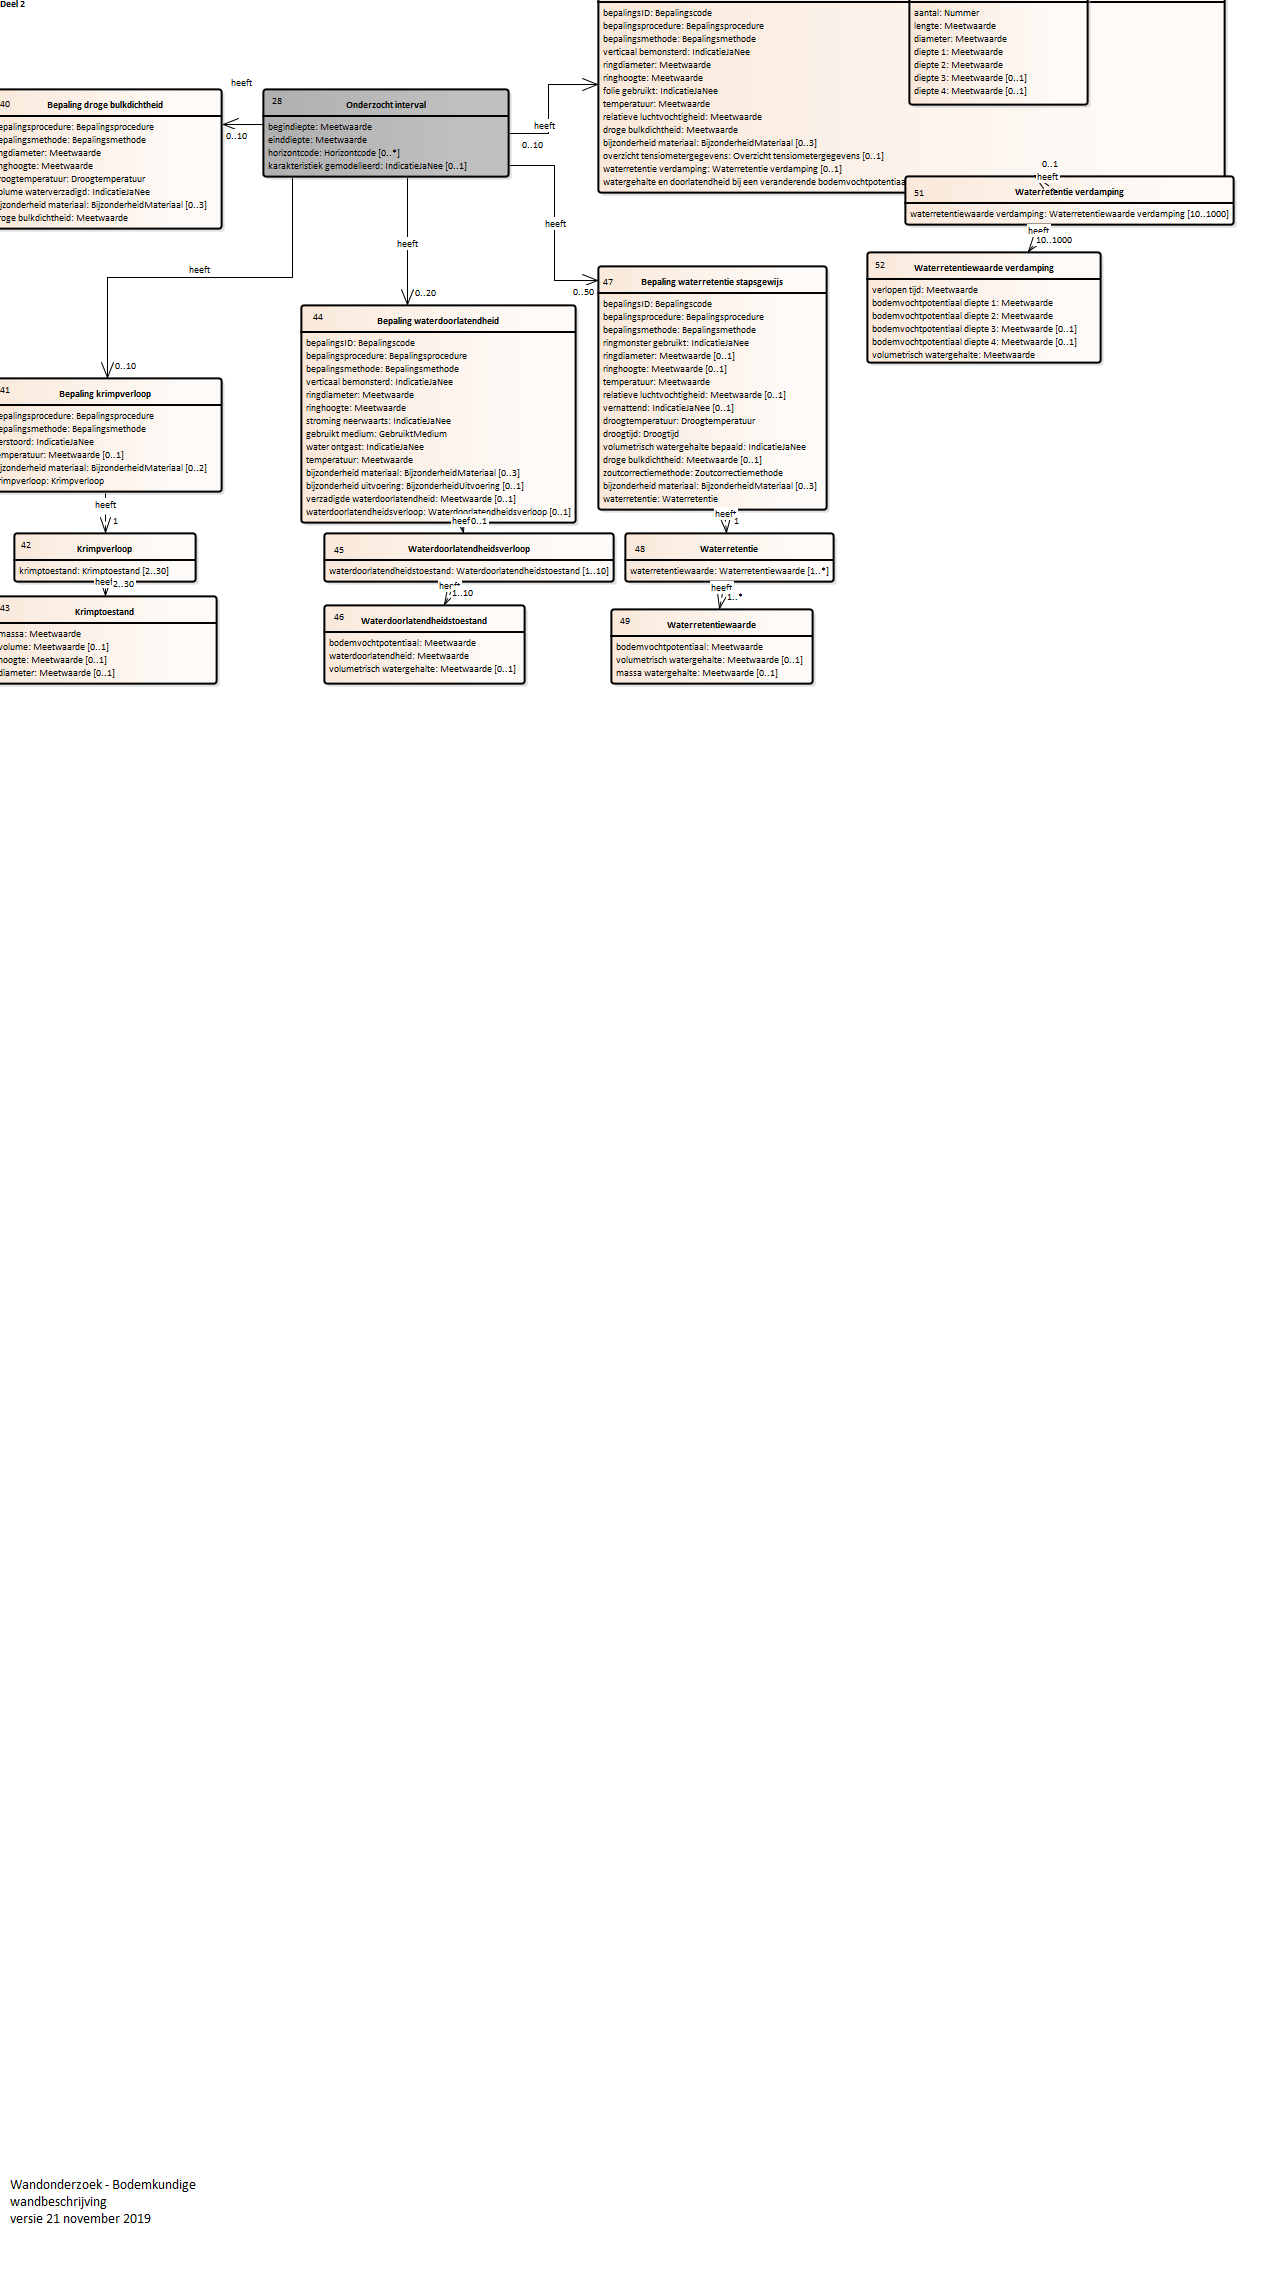 Deel 2
bepalingsID: Bepalingscode
bepalingsprocedure: Bepalingsprocedure
bepalingsmethode: Bepalingsmethode
verticaal bemonsterd: IndicatieJaNee
ringdiameter: Meetwaarde
ringhoogte: Meetwaarde
folie gebruikt: IndicatieJaNee
temperatuur: Meetwaarde
relatieve luchtvochtigheid: Meetwaarde
droge bulkdichtheid: Meetwaarde
bijzonderheid materiaal: BijzonderheidMateriaal [0..3]
overzicht tensiometergegevens: Overzicht tensiometergegevens [0..1]
waterretentie verdamping: Waterretentie verdamping [0..1]
watergehalte en doorlatendheid bij een veranderende bodemvochtpotentiaa
aantal: Nummer
lengte: Meetwaarde
diameter: Meetwaarde
diepte 1: Meetwaarde
diepte 2: Meetwaarde
diepte 3: Meetwaarde [0..1]
diepte 4: Meetwaarde [0..1]
heeft
0..10
40 Bepaling droge bulkdichtheid
epalingsprocedure: Bepalingsprocedure
epalingsmethode: Bepalingsmethode
ngdiameter: Meetwaarde
nghoogte: Meetwaarde
roogtemperatuur: Droogtemperatuur
olume waterverzadigd: IndicatieJaNee
ijzonderheid materiaal: BijzonderheidMateriaal [0..3]
roge bulkdichtheid: Meetwaarde
28 Onderzocht interval
begindiepte: Meetwaarde
einddiepte: Meetwaarde
horizontcode: Horizontcode [0..*]
karakteristiek gemodelleerd: IndicatieJaNee [0..1]
heeft
0..10
0..1
heeft
51 Waterretentie verdamping
waterretentiewaarde verdamping: Waterretentiewaarde verdamping [10..1000]
heeft
10..1000
52 Waterretentiewaarde verdamping
verlopen tijd: Meetwaarde
bodemvochtpotentiaal diepte 1: Meetwaarde
bodemvochtpotentiaal diepte 2: Meetwaarde
bodemvochtpotentiaal diepte 3: Meetwaarde [0..1]
bodemvochtpotentiaal diepte 4: Meetwaarde [0..1]
volumetrisch watergehalte: Meetwaarde
heeft
0..10
heeft
0..20
heeft
0..50
41 Bepaling krimpverloop
epalingsprocedure: Bepalingsprocedure
epalingsmethode: Bepalingsmethode
erstoord: IndicatieJaNee
emperatuur: Meetwaarde [0..1]
ijzonderheid materiaal: BijzonderheidMateriaal [0..2]
rimpverloop: Krimpverloop
heeft
1
42 Krimpverloop
krimptoestand: Krimptoestand [2..30]
heef
2..30
43 Krimptoestand
massa: Meetwaarde
volume: Meetwaarde [0..1]
hoogte: Meetwaarde [0..1]
diameter: Meetwaarde [0..1]
44 Bepaling waterdoorlatendheid
bepalingsID: Bepalingscode
bepalingsprocedure: Bepalingsprocedure
bepalingsmethode: Bepalingsmethode
verticaal bemonsterd: IndicatieJaNee
ringdiameter: Meetwaarde
ringhoogte: Meetwaarde
stroming neerwaarts: IndicatieJaNee
gebruikt medium: GebruiktMedium
water ontgast: IndicatieJaNee
temperatuur: Meetwaarde
bijzonderheid materiaal: BijzonderheidMateriaal [0..3]
bijzonderheid uitvoering: BijzonderheidUitvoering [0..1]
verzadigde waterdoorlatendheid: Meetwaarde [0..1]
waterdoorlatendheidsverloop: Waterdoorlatendheidsverloop [0..1]
heef
0..1
45 Waterdoorlatendheidsverloop
waterdoorlatendheidstoestand: Waterdoorlatendheidstoestand [1..10]
heeft
1..10
46 Waterdoorlatendheidstoestand
bodemvochtpotentiaal: Meetwaarde
waterdoorlatendheid: Meetwaarde
volumetrisch watergehalte: Meetwaarde [0..1]
47 Bepaling waterretentie stapsgewijs
bepalingsID: Bepalingscode
bepalingsprocedure: Bepalingsprocedure
bepalingsmethode: Bepalingsmethode
ringmonster gebruikt: IndicatieJaNee
ringdiameter: Meetwaarde [0..1]
ringhoogte: Meetwaarde [0..1]
temperatuur: Meetwaarde
relatieve luchtvochtigheid: Meetwaarde [0..1]
vernattend: IndicatieJaNee [0..1]
droogtemperatuur: Droogtemperatuur
droogtijd: Droogtijd
volumetrisch watergehalte bepaald: IndicatieJaNee
droge bulkdichtheid: Meetwaarde [0..1]
zoutcorrectiemethode: Zoutcorrectiemethode
bijzonderheid materiaal: BijzonderheidMateriaal [0..3]
waterretentie: Waterretentie
heeft
1
48 Waterretentie
waterretentiewaarde: Waterretentiewaarde [1..*]
heeft
1..*
49 Waterretentiewaarde
bodemvochtpotentiaal: Meetwaarde
volumetrisch watergehalte: Meetwaarde [0..1]
massa watergehalte: Meetwaarde [0..1]
Wandonderzoek - Bodemkundige
wandbeschrijving
versie 21 november 2019